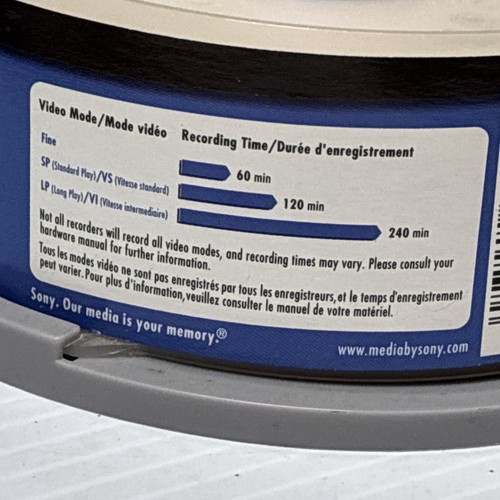 Video Mode/Mode vidéo Recording Time/Durée d'enregistrement
Fine 60 min
SP (Standard Play)/VS (Vitesse standard) 120 min
LP (Long Play)/VI (Vitesse intermediaire) 240 min
Not all recorders will record all video modes, and recording times may vary. Please consult your
hardware manual for further information.
Tous les modes vidéo ne sont pas enregistrés par tous les enregistreurs, et le temps d'enregistrement
peut varier. Pour plus d'information, veuillez consulter le manuel de votre matériel.
Sony. Our media is your memory.®
www.mediabysony.com